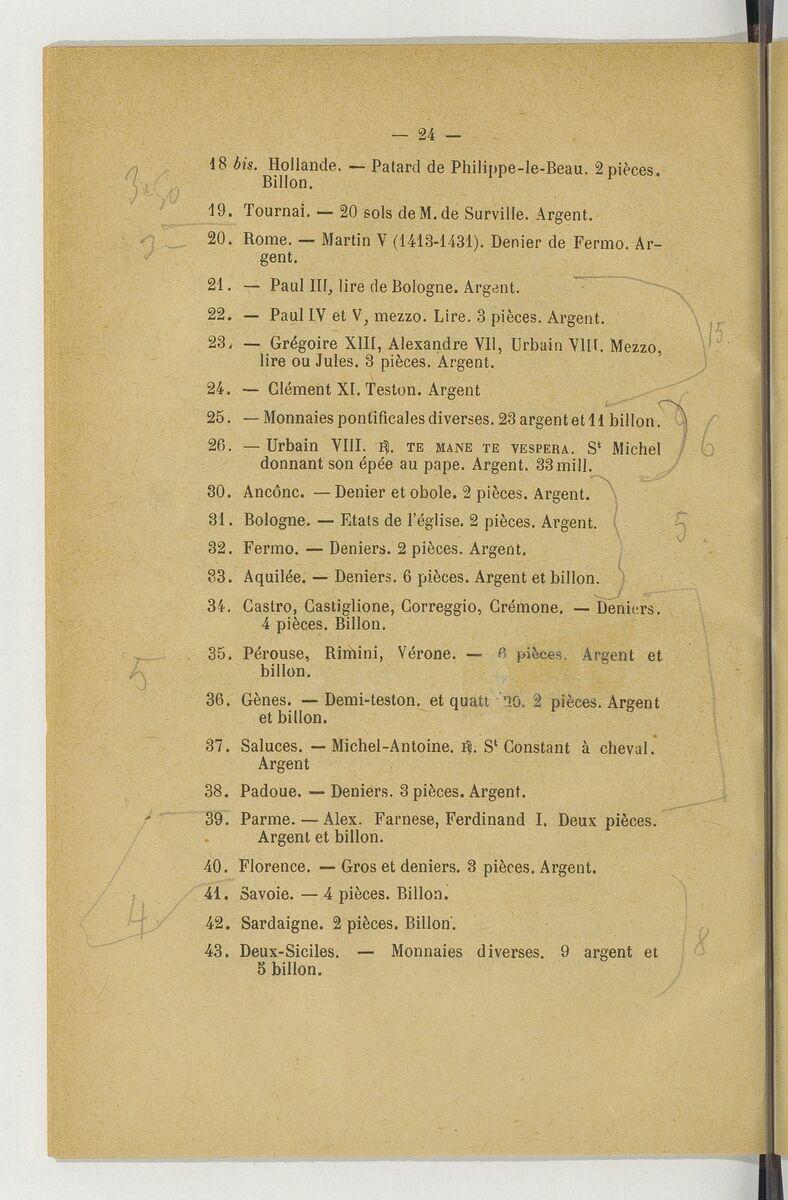 — 24 —
18 bis. Hollande. — Patard de Philippe-le-Beau. 2 pièces.
Billon.
3 50
19. Tournai. — 20 sols de M. de Surville. Argent.
20. Rome. — Martin V (1413-1431). Denier de Fermo. Ar-
3 —
gent.
21. — Paul III, lire de Bologne. Argent.
22. — Paul IV et V, mezzo. Lire. 3 pièces. Argent.
15.
23. — Grégoire XIII, Alexandre VII, Urbain VIII. Mezzo,
lire ou Jules. 3 pièces. Argent.
24. — Clément XI. Teston. Argent
25. — Monnaies pontificales diverses. 23 argent et 11 billon.
6
26. — Urbain VIII. ℟. TE MANE TE VESPERA. St Michel
donnant son épée au pape. Argent. 33 mill.
30. Ancônc. — Denier et obole. 2 pièces. Argent.
31. Bologne. — Etats de l'église. 2 pièces. Argent.
5.
32. Fermo. — Deniers. 2 pièces. Argent.
33. Aquilée. — Deniers. 6 pièces. Argent et billon.
34. Castro, Castiglione, Correggio, Crémone. — Deniers.
4 pièces. Billon.
35. Pérouse, Rimini, Vérone. — 6 pièces. Argent et
5
billon.
36. Gènes. — Demi-teston. et 2 pièces. Argent
et billon.
37. Saluces. — Michel-Antoine. ℟. St Constant à cheval.
Argent
38. Padoue. — Deniers. 3 pièces. Argent.
39. Parme. — Alex. Farnese, Ferdinand I. Deux pièces.
Argent et billon.
40. Florence. — Gros et deniers. 3 pièces. Argent.
41. Savoie. — 4 pièces. Billon.
4
42. Sardaigne. 2 pièces. Billon.
43. Deux-Siciles. — Monnaies diverses. 9 argent et
8
5 billon.